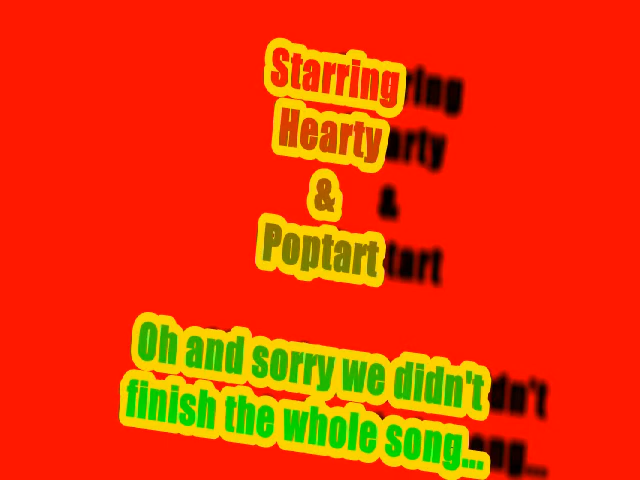 Starring
Hearty
&
Poptart
Oh and sorry we didn't
finish the whole song...